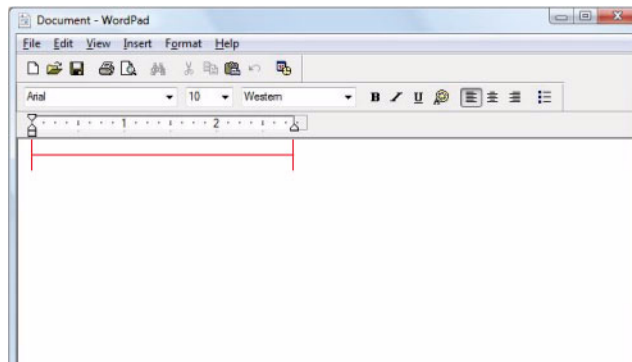 Document - WordPad
File Edit View Insert Format Help
Arial 10 Western B I U
1 2